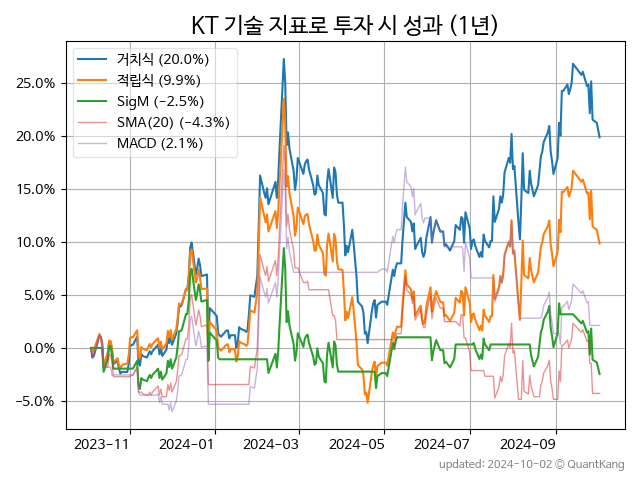 KT 기술 지표로 투자 시 성과 (1년)
거치식 (20.0%)
적립식 (9.9%)
SigM (−2.5%)
SMA(20) (−4.3%)
MACD (2.1%)
25.0%
20.0%
15.0%
10.0%
5.0%
0.0%
−5.0%
2023-11 2024-01 2024-03 2024-05 2024-07 2024-09
updated: 2024-10-02 © QuantKang